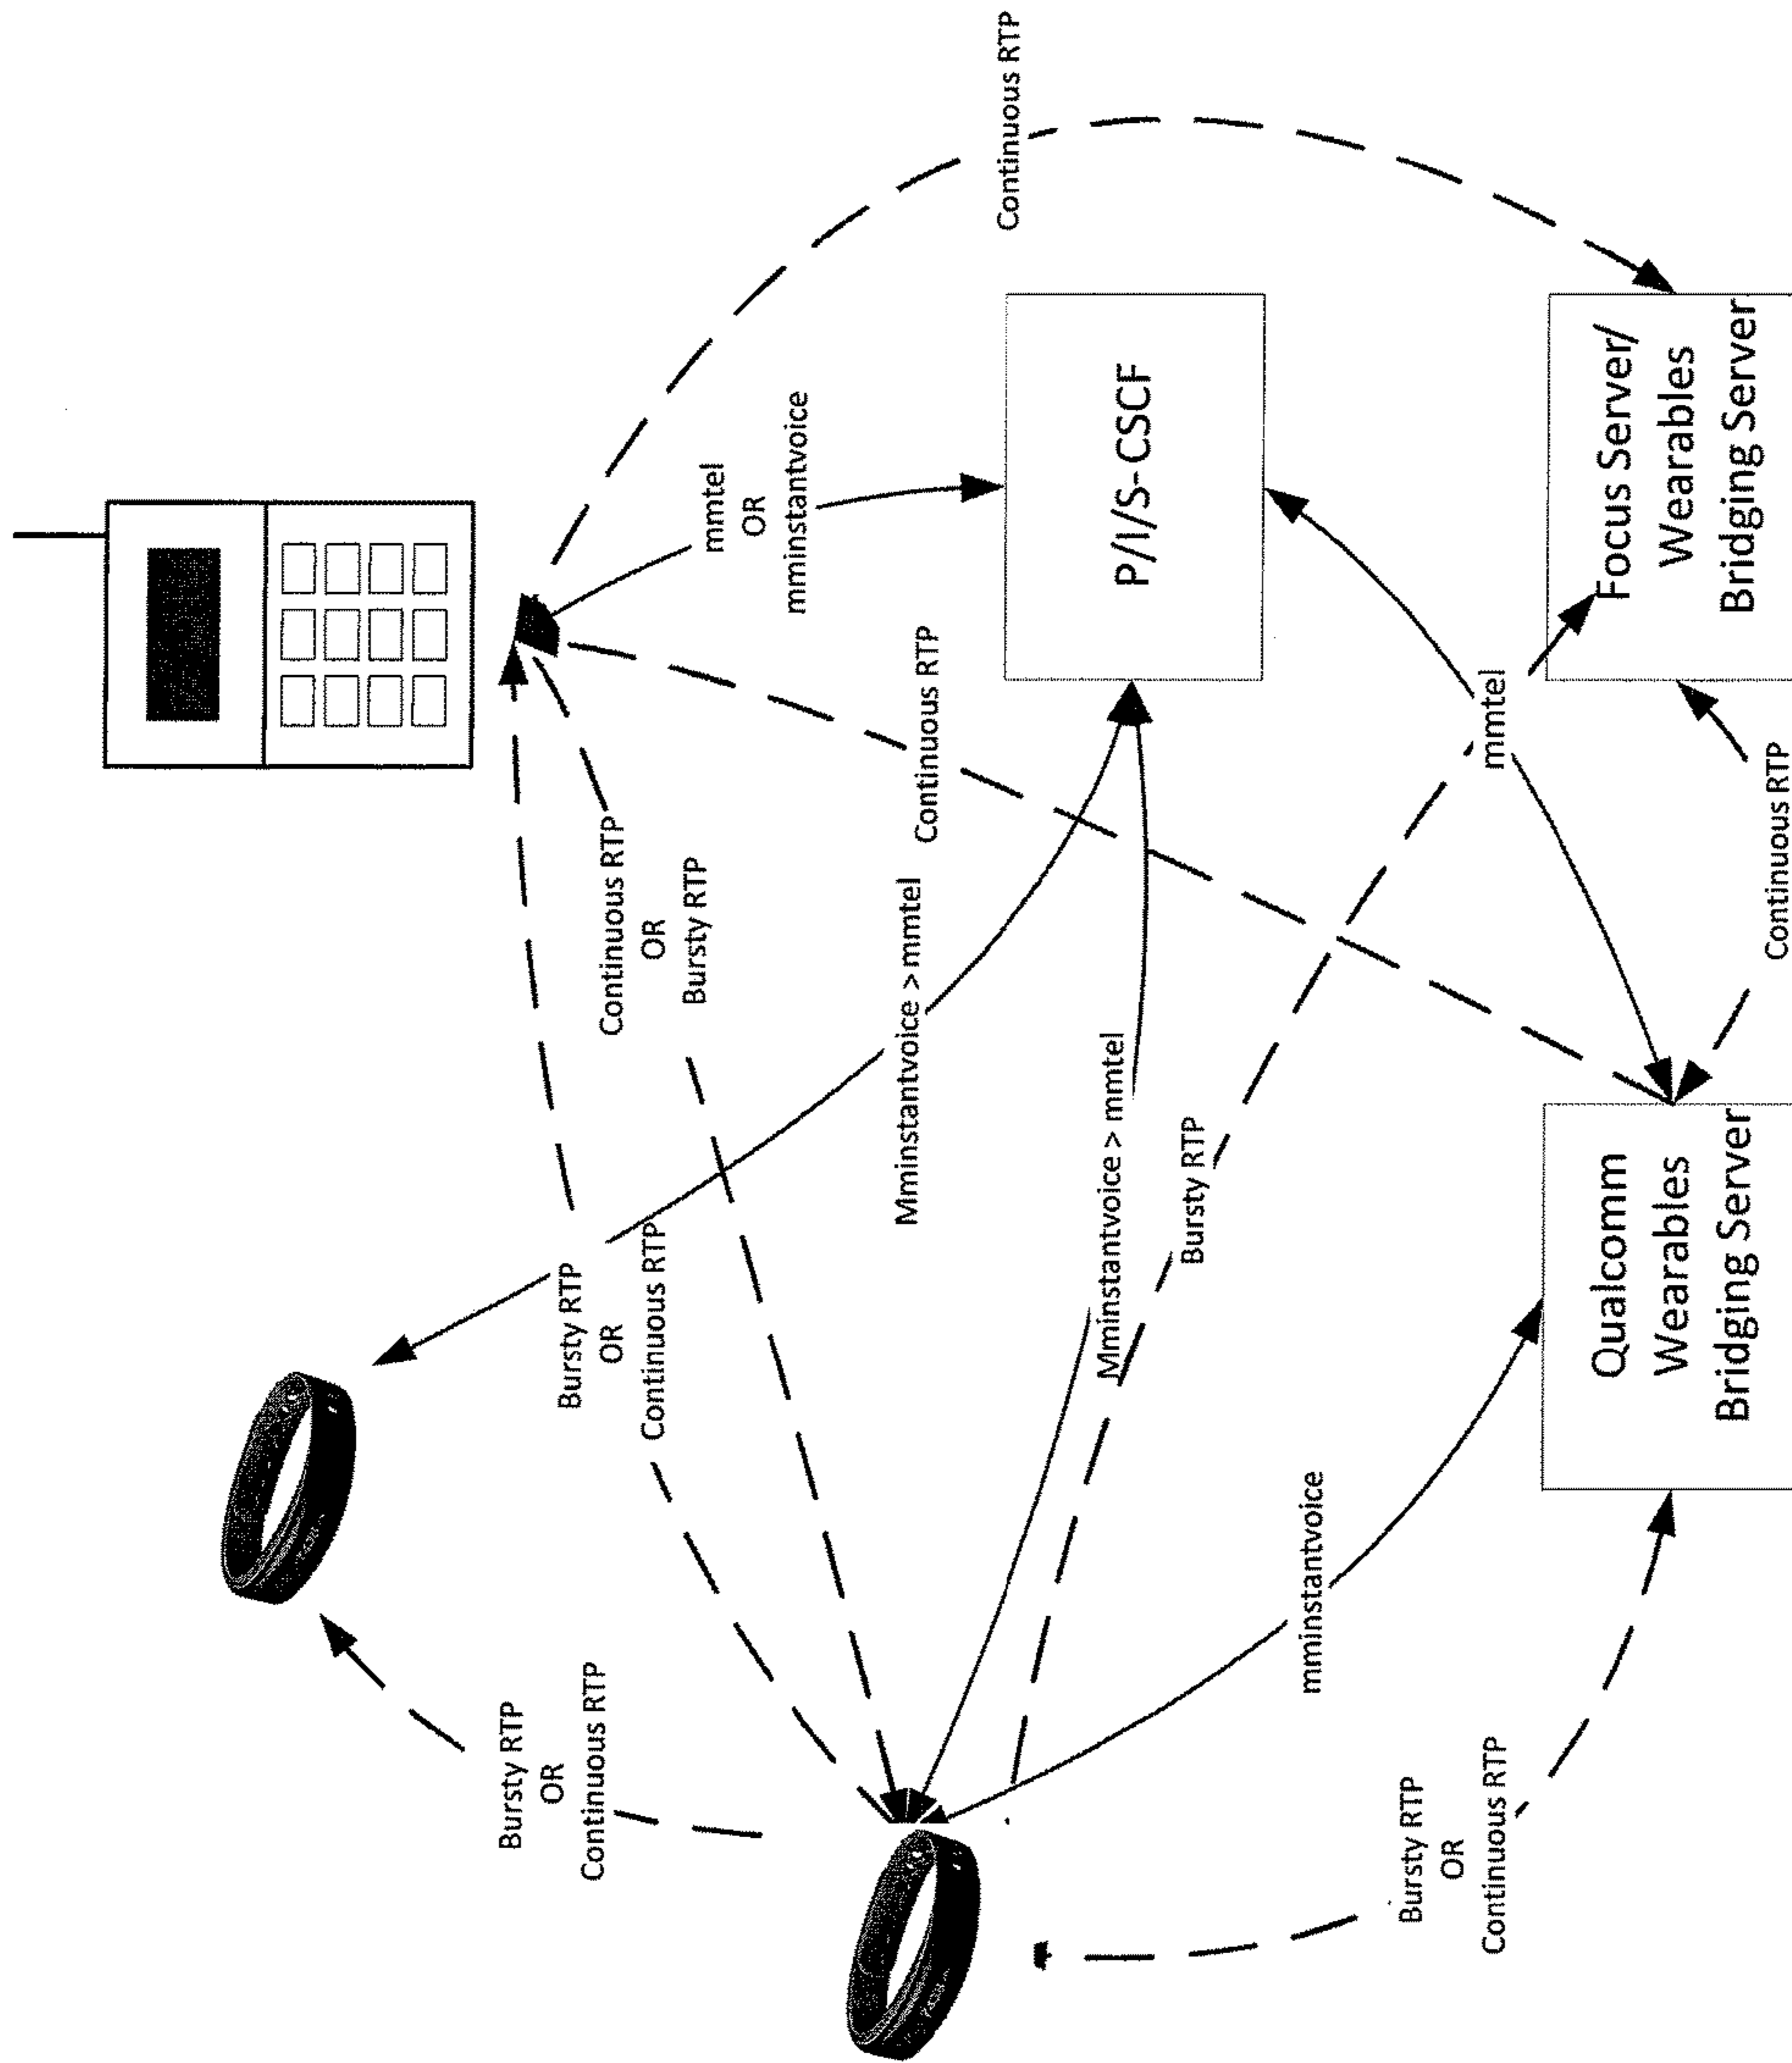 Bursty RTP
OR
Continuous RTP
Bursty RTP
OR
Continuous RTP
Continuous RTP
OR
Bursty RTP
mmtel
OR
mminstantvoice
Mminstantvoice > mmtel
Continuous RTP
Continuous RTP
Mminstantvoice > mmtel
P/I/S-CSCF
Bursty RTP
mminstantvoice
Bursty RTP
OR
Continuous RTP
mmtel
Qualcomm
Wearables
Bridging Server
Focus Server/
Wearables
Bridging Server
Continuous RTP